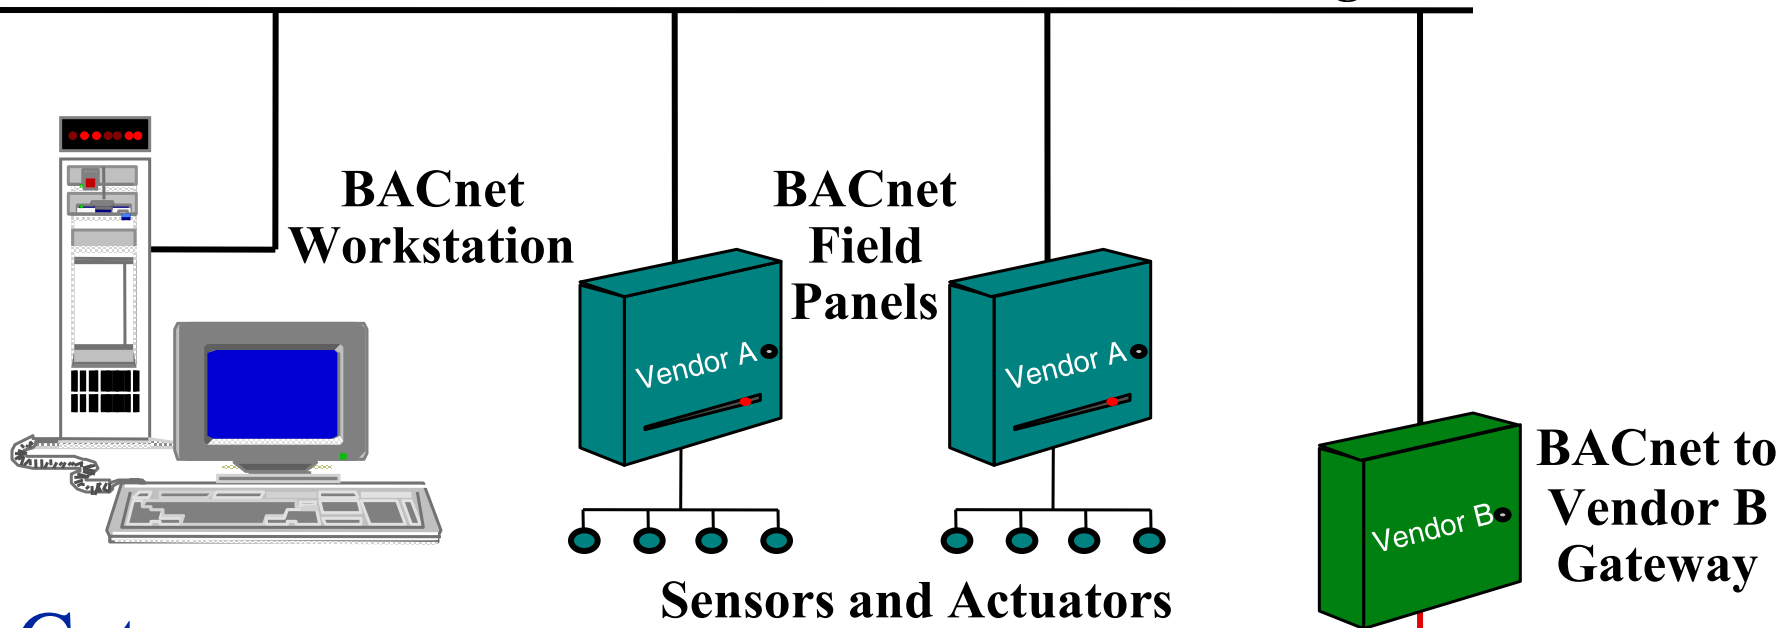 BACnet
Workstation
BACnet
Field
Panels
Vendor A
Vendor A
BACnet to
Vendor B
Gateway
Vendor B
Sensors and Actuators